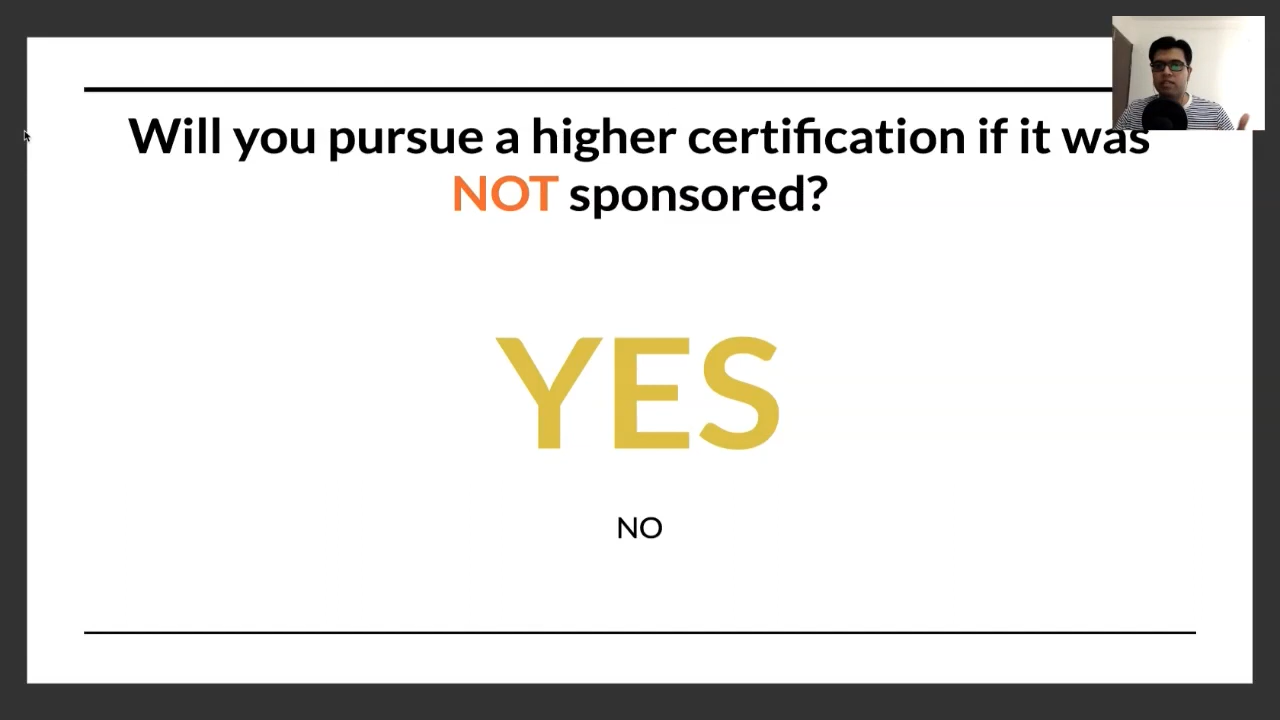 Will you pursue a higher certification if it was
NOT sponsored?
YES
NO